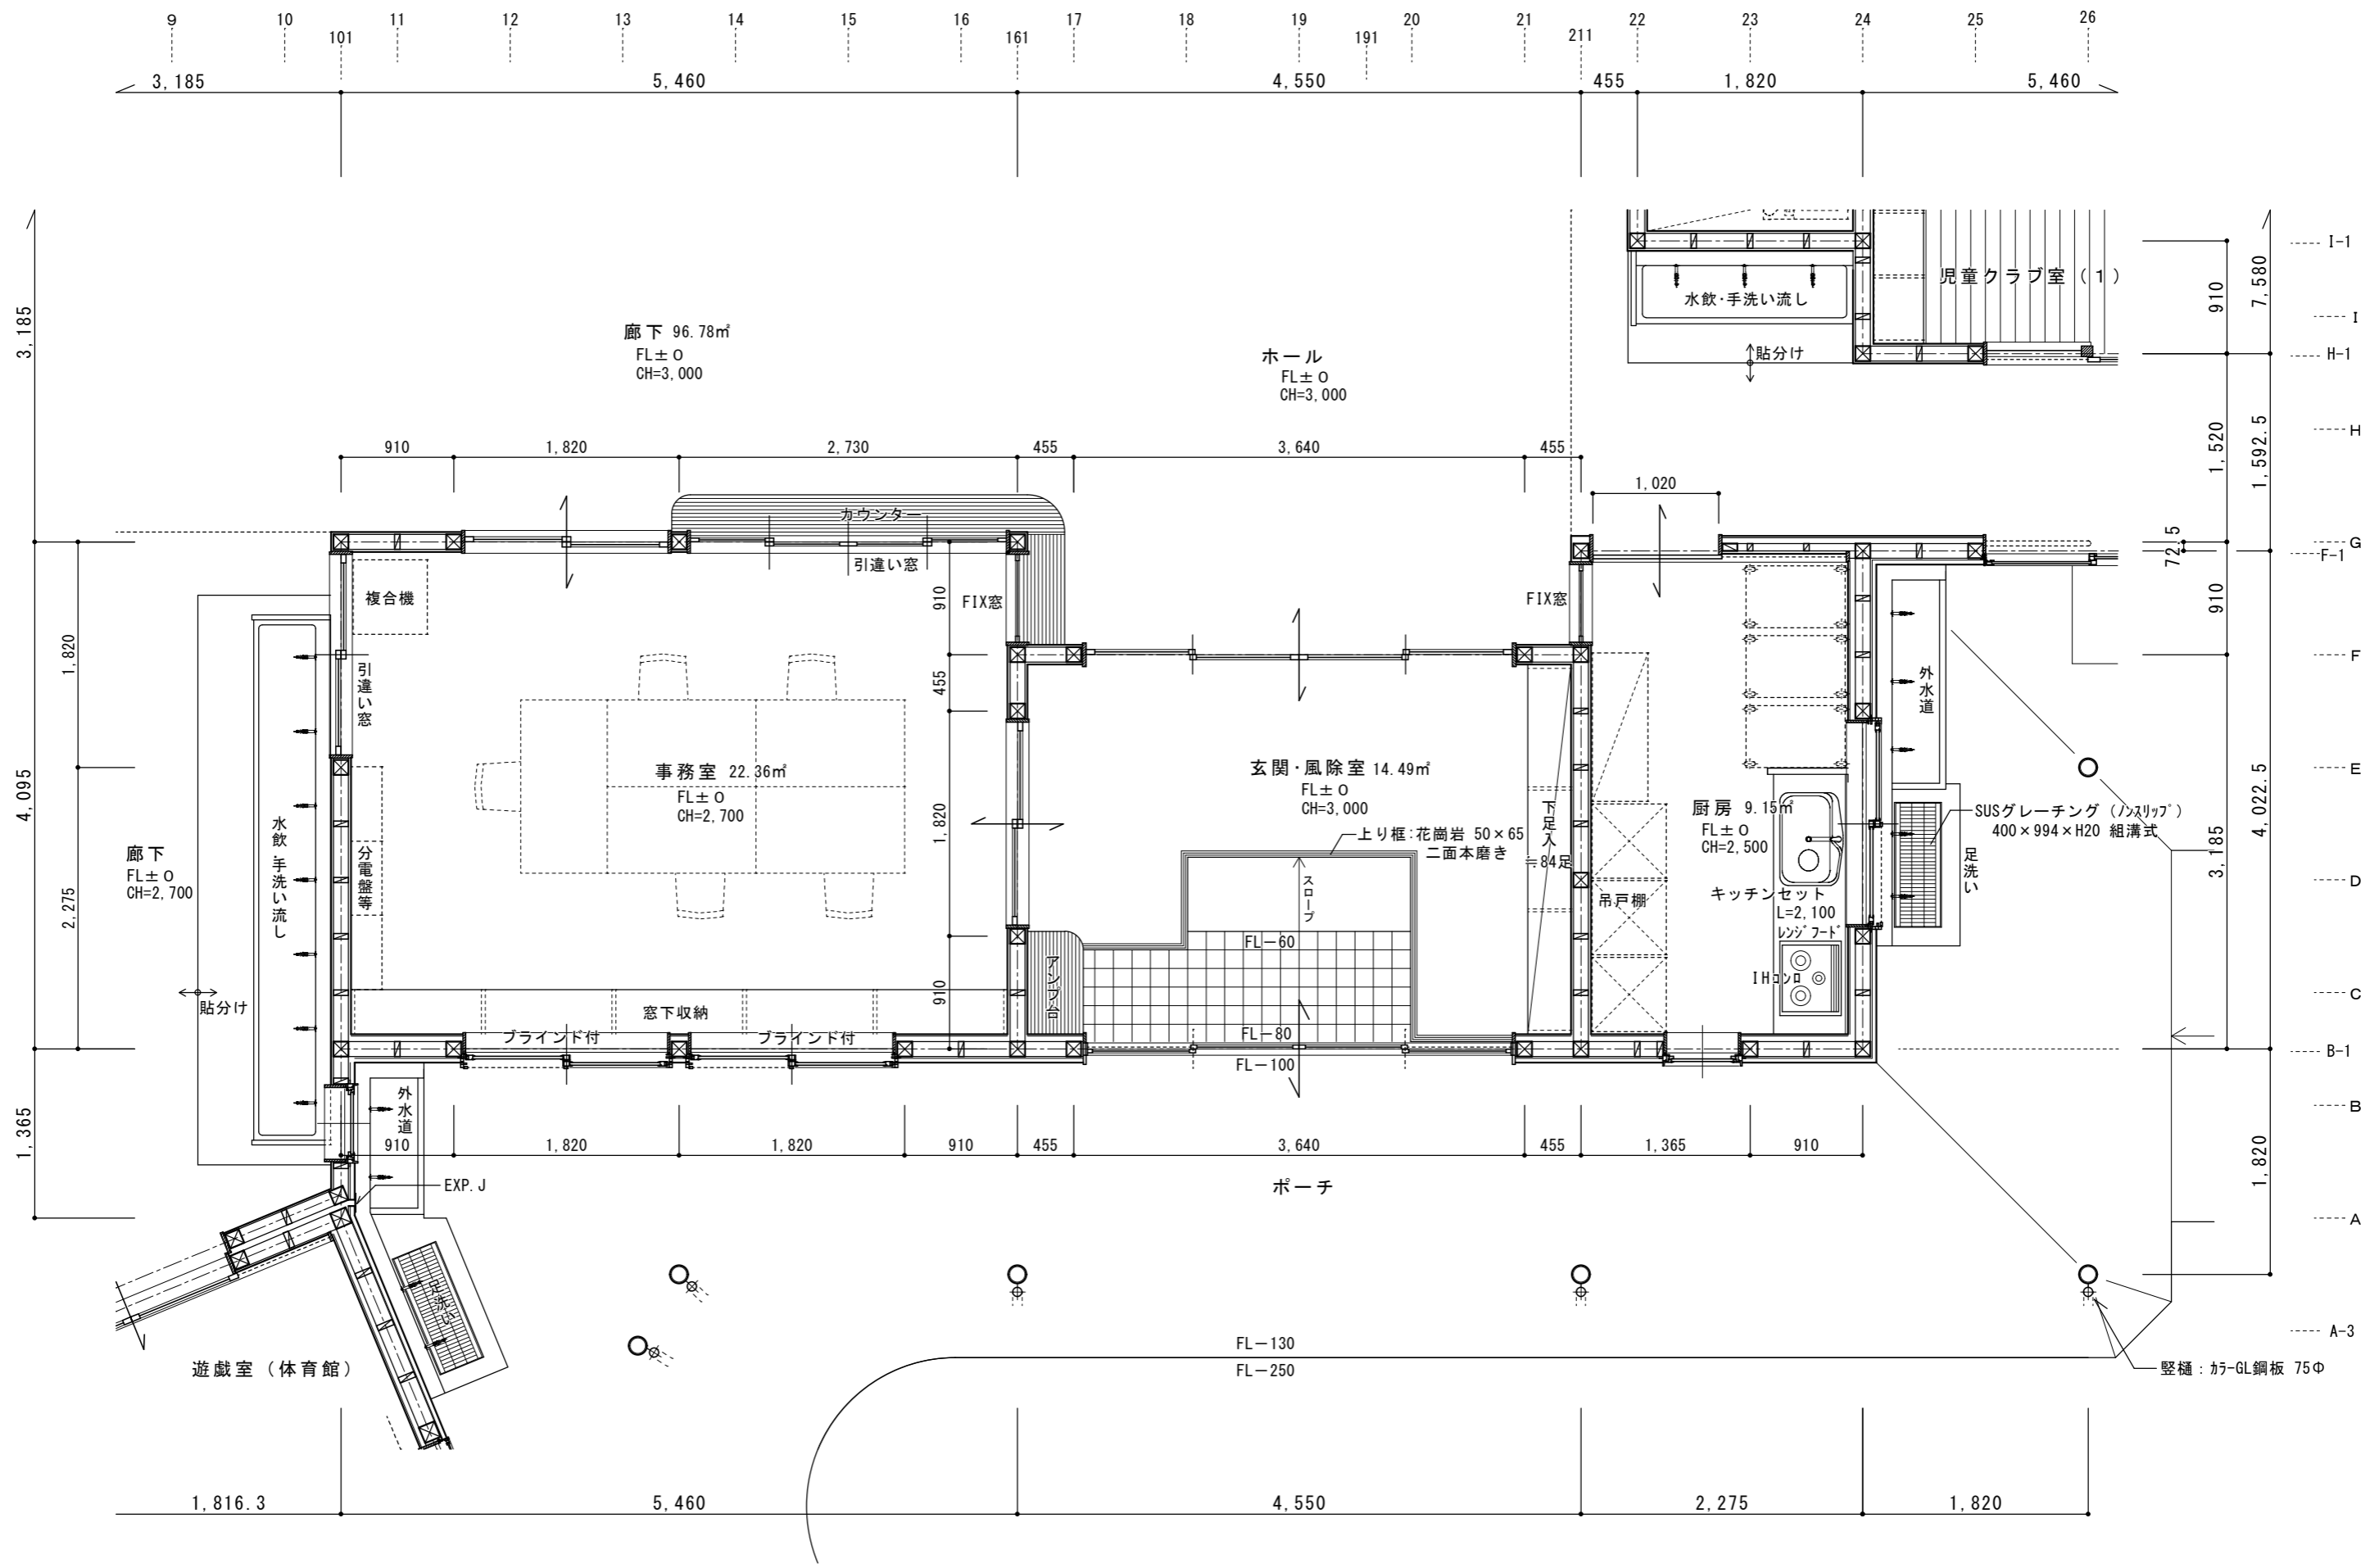 9 10 11 12 13 14 15 16 17 18 19 20 21 22 23 24 25 26
101 161 191 211
3,185 5,460 4,550 455 1,820 5,460
I-1
児童クラブ室（1）
水飲・手洗い流し
910
7,580
I
3,185
廊下 96.78㎡
FL±0
CH=3,000
ホール
FL±0
CH=3,000
貼分け
H-1
1,520
1,592.5
H
910 1,820 2,730 455 3,640 455
1,020
カウンター
72.5
G
F-1
引違い窓
複合機
FIX窓
FIX窓
910
910
1,820
引違い窓
455
外水道
F
4,095
事務室 22.36㎡
FL±0
CH=2,700
玄関・風除室 14.49㎡
FL±0
CH=3,000
E
1,820
下足入
≒84足
厨房 9.15㎡
FL±0
CH=2,500
SUSグレーチング（ﾉﾝｽﾘｯﾌﾟ）
400×994×H20 組溝式
4,022.5
3,185
上り框:花崗岩 50×65
二面本磨き
水飲・手洗い流し
廊下
FL±0
CH=2,700
分電盤等
足洗い
スロープ
吊戸棚
キッチンセット
L=2,100
D
2,275
ﾚﾝｼﾞﾌｰﾄﾞ
FL−60
アンプ台
IHｺﾝﾛ
910
貼分け
窓下収納
C
ブラインド付 ブラインド付
FL−80
FL−100
B-1
外水道
B
1,365
910 1,820 1,820 910 455 3,640 455 1,365 910
1,820
EXP.J
ポーチ
A
足洗い
FL−130
A-3
遊戯室（体育館）
FL−250
竪樋：ｶﾗｰGL鋼板 75Φ
1,816.3 5,460 4,550 2,275 1,820